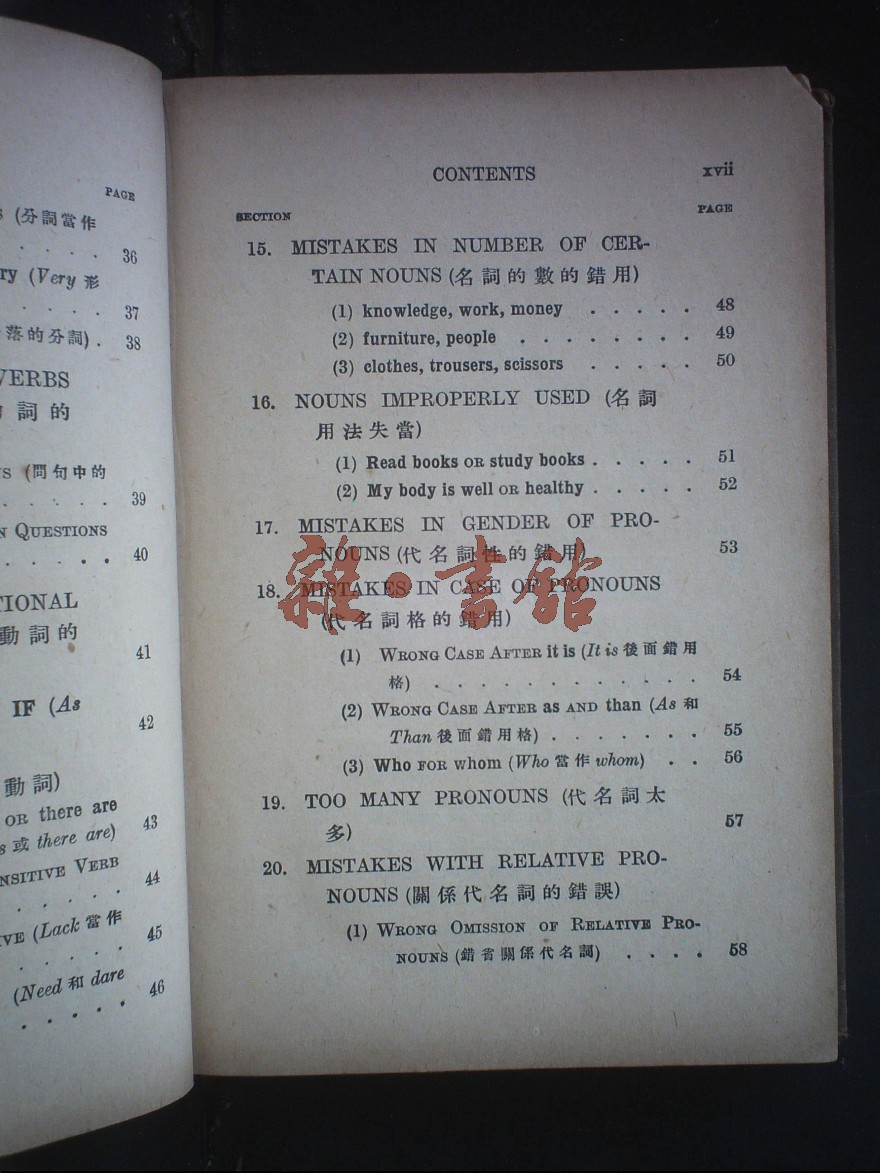 PAGE
s (分詞當作
. . . . 36
ry (Very 形
. . . . 37
落的分詞) . 38
VERBS
詞的
NS (問句中的
. . . . . 39
N QUESTIONS
. . . . . 40
TIONAL
動詞的
41
IF (As
42
動詞)
OR there are
s 或 there are) 43
NSITIVE VERB
. . . . . 44
IVE (Lack 當作
. . . . . 45
(Need 和 dare
. . . . . 46
CONTENTS xvii
SECTION PAGE
15. MISTAKES IN NUMBER OF CER-
TAIN NOUNS (名詞的數的錯用)
(1) knowledge, work, money . . . . . 48
(2) furniture, people . . . . . . . . 49
(3) clothes, trousers, scissors . . . . . 50
16. NOUNS IMPROPERLY USED (名詞
用法失當)
(1) Read books OR study books . . . . . 51
(2) My body is well OR healthy . . . . . 52
17. MISTAKES IN GENDER OF PRO-
NOUNS (代名詞性的錯用) 53
18. MISTAKES IN CASE OF PRONOUNS
(代名詞格的錯用)
雜·書館
(1) WRONG CASE AFTER it is (It is 後面錯用
格) . . . . . . . . . . . . 54
(2) WRONG CASE AFTER as AND than (As 和
Than 後面錯用格) . . . . . . . 55
(3) Who FOR whom (Who 當作 whom) . . 56
19. TOO MANY PRONOUNS (代名詞太
多) 57
20. MISTAKES WITH RELATIVE PRO-
NOUNS (關係代名詞的錯誤)
(1) WRONG OMISSION OF RELATIVE PRO-
NOUNS (錯省關係代名詞) . . . . 58